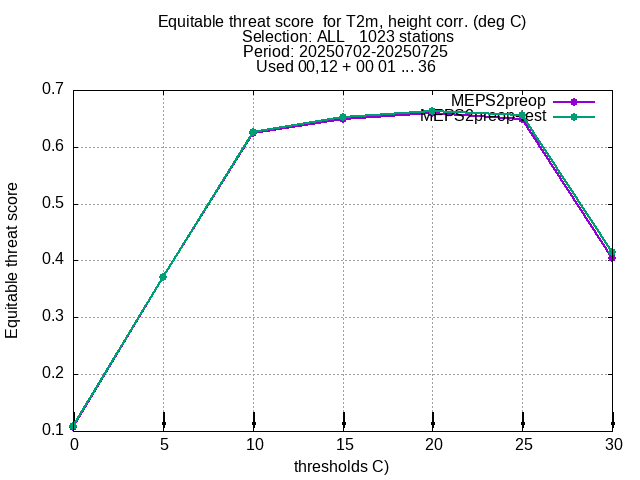 Equitable threat score  for T2m, height corr. (deg C)
Selection: ALL   1023 stations
Period: 20250702-20250725
Used 00,12 + 00 01 ... 36
MEPS2preop
0.7
0.6
0.5
0.4
0.3
0.2
0.1
Equitable threat score
0
5
10
15
20
25
30
thresholds C)